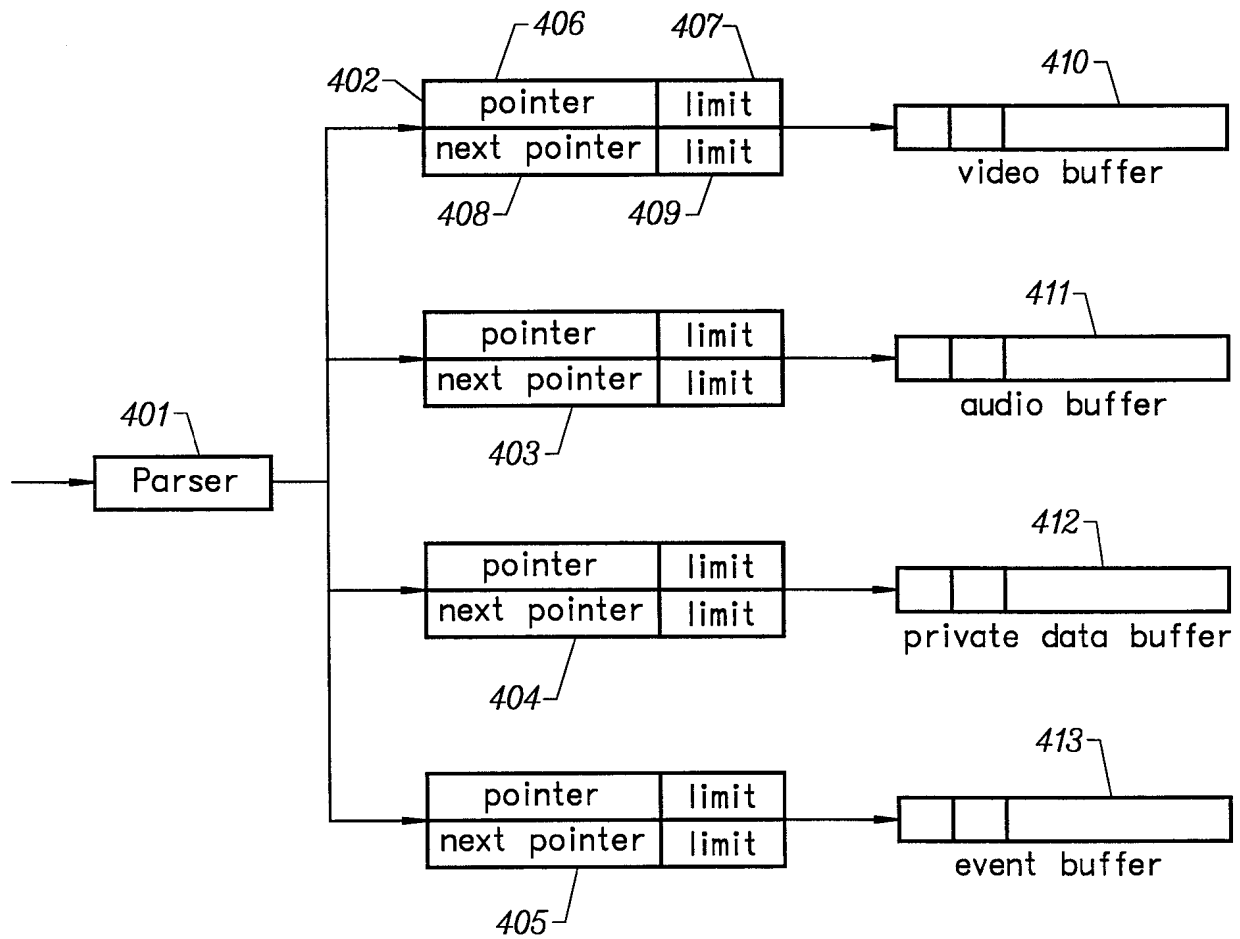 406
407
402
pointer
limit
410
next pointer
limit
video buffer
408
409
411
pointer
limit
next pointer
limit
audio buffer
401
403
Parser
412
pointer
limit
next pointer
limit
private data buffer
404
413
pointer
limit
next pointer
limit
event buffer
405